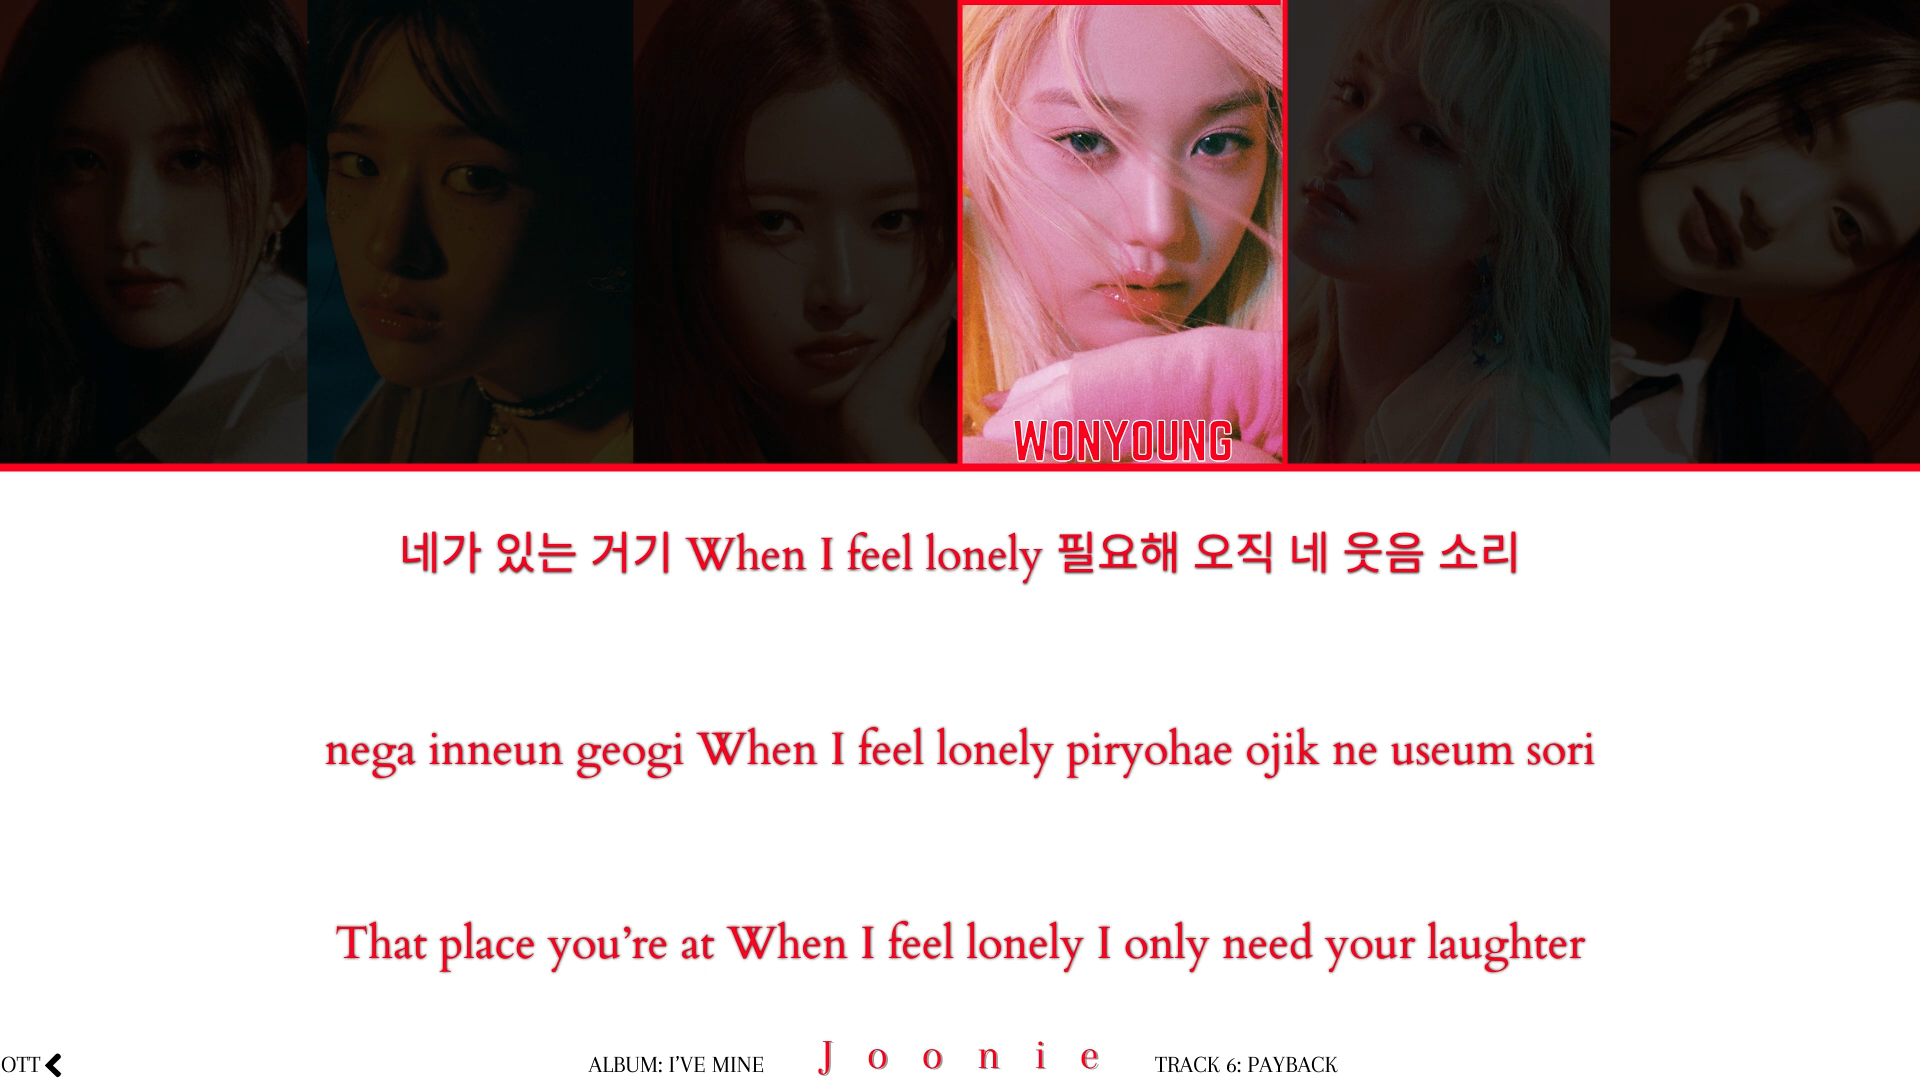 WONYOUNG
네가 있는 거기 When I feel lonely 필요해 오직 네 웃음 소리
nega inneun geogi When I feel lonely piryohae ojik ne useum sori
That place you’re at When I feel lonely I only need your laughter
OTT
ALBUM: I’VE MINE
Joonie
TRACK 6: PAYBACK